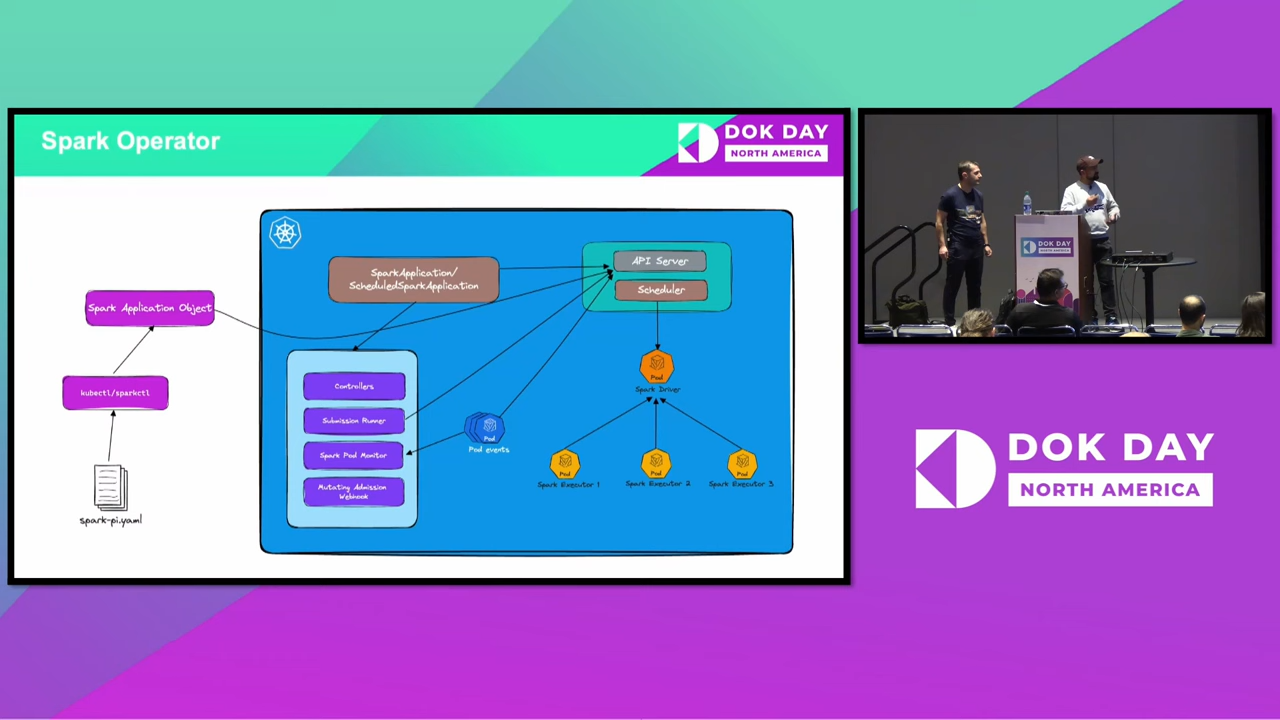 Spark Operator
DOK DAY
NORTH AMERICA
SparkApplication/
ScheduledSparkApplication
API Server
Scheduler
Spark Application Object
kubectl/sparkctl
spark-pi.yaml
Controllers
Submission Runner
Spark Pod Monitor
Mutating Admission
Webhook
Pod
Pod events
Pod
Spark Driver
Pod
Spark Executor 1
Pod
Spark Executor 2
Pod
Spark Executor 3
DOK DAY
NORTH AMERICA
DOK DAY
NORTH AMERICA